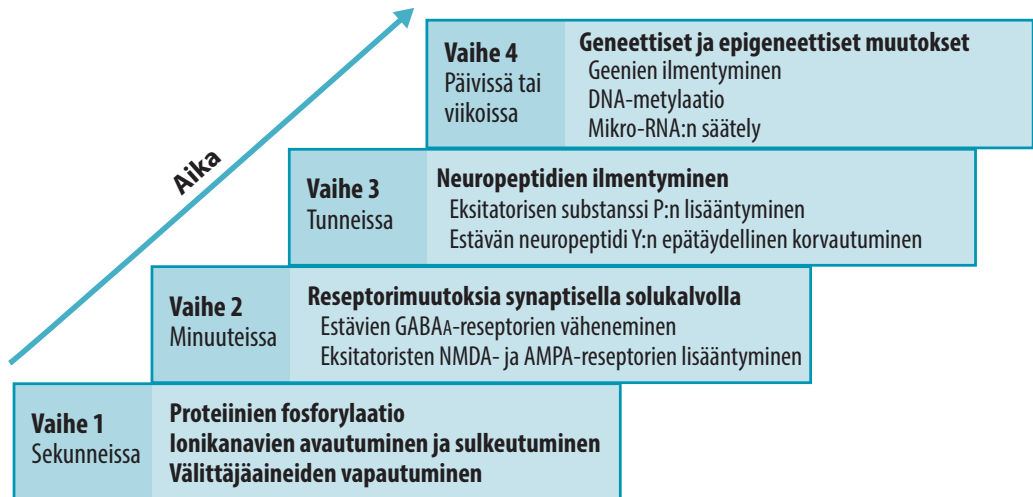 Aika
Vaihe 4
Päivissä tai
viikoissa
Geneettiset ja epigeneettiset muutokset
Geenien ilmentyminen
DNA-metylaatio
Mikro-RNA:n säätely
Vaihe 3
Tunneissa
Neuropeptidien ilmentyminen
Eksitatorisen substanssi P:n lisääntyminen
Estävän neuropeptidi Y:n epätäydellinen korvautuminen
Vaihe 2
Minuuteissa
Reseptorimuutoksia synaptisella solukalvolla
Estävien GABAA-reseptorien väheneminen
Eksitatoristen NMDA- ja AMPA-reseptorien lisääntyminen
Vaihe 1
Sekunneissa
Proteiinien fosforylaatio
Ionikanavien avautuminen ja sulkeutuminen
Välittäjäaineiden vapautuminen